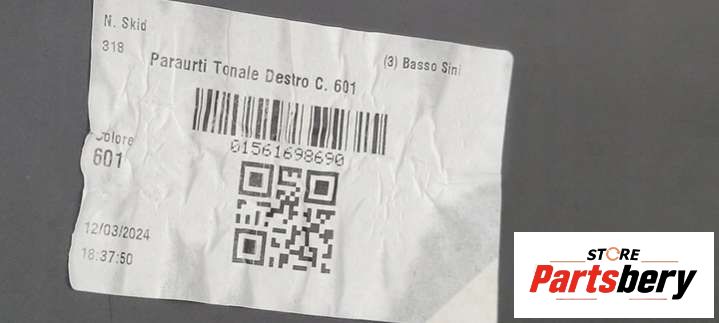 N. Skid
318
Paraurti Tonale Destro C. 601
(3) Basso Sini
01561698690
Colore
601
12/03/2024
18:37:50
STORE
Partsbery